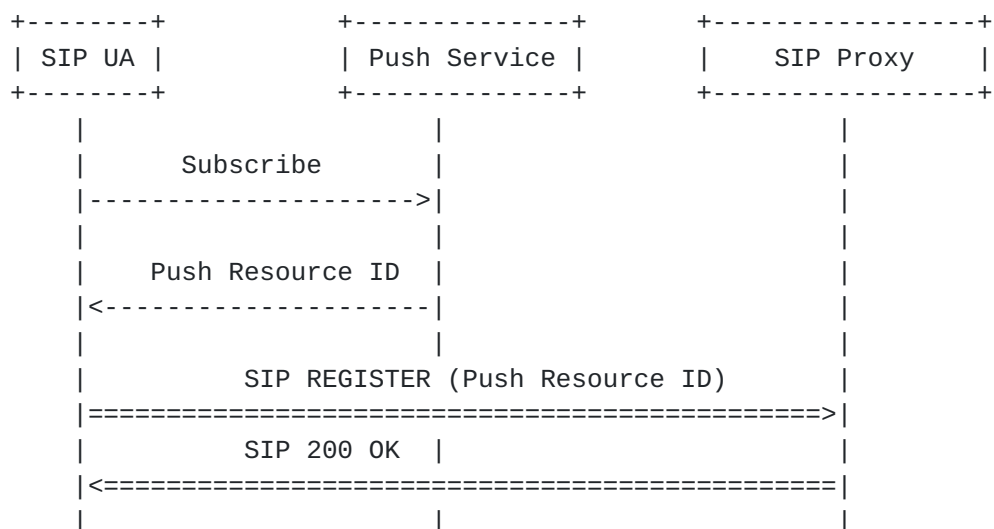 +--------+           +--------------+       +-----------------+
| SIP UA |           | Push Service |       |    SIP Proxy    |
+--------+           +--------------+       +-----------------+
    |                      |                         |
    |      Subscribe       |                         |
    |--------------------->|                         |
    |                      |                         |
    |    Push Resource ID  |                         |
    |<---------------------|                         |
    |                      |                         |
    |          SIP REGISTER (Push Resource ID)       |
    |===============================================>|
    |          SIP 200 OK  |                         |
    |<===============================================|
    |                      |                         |